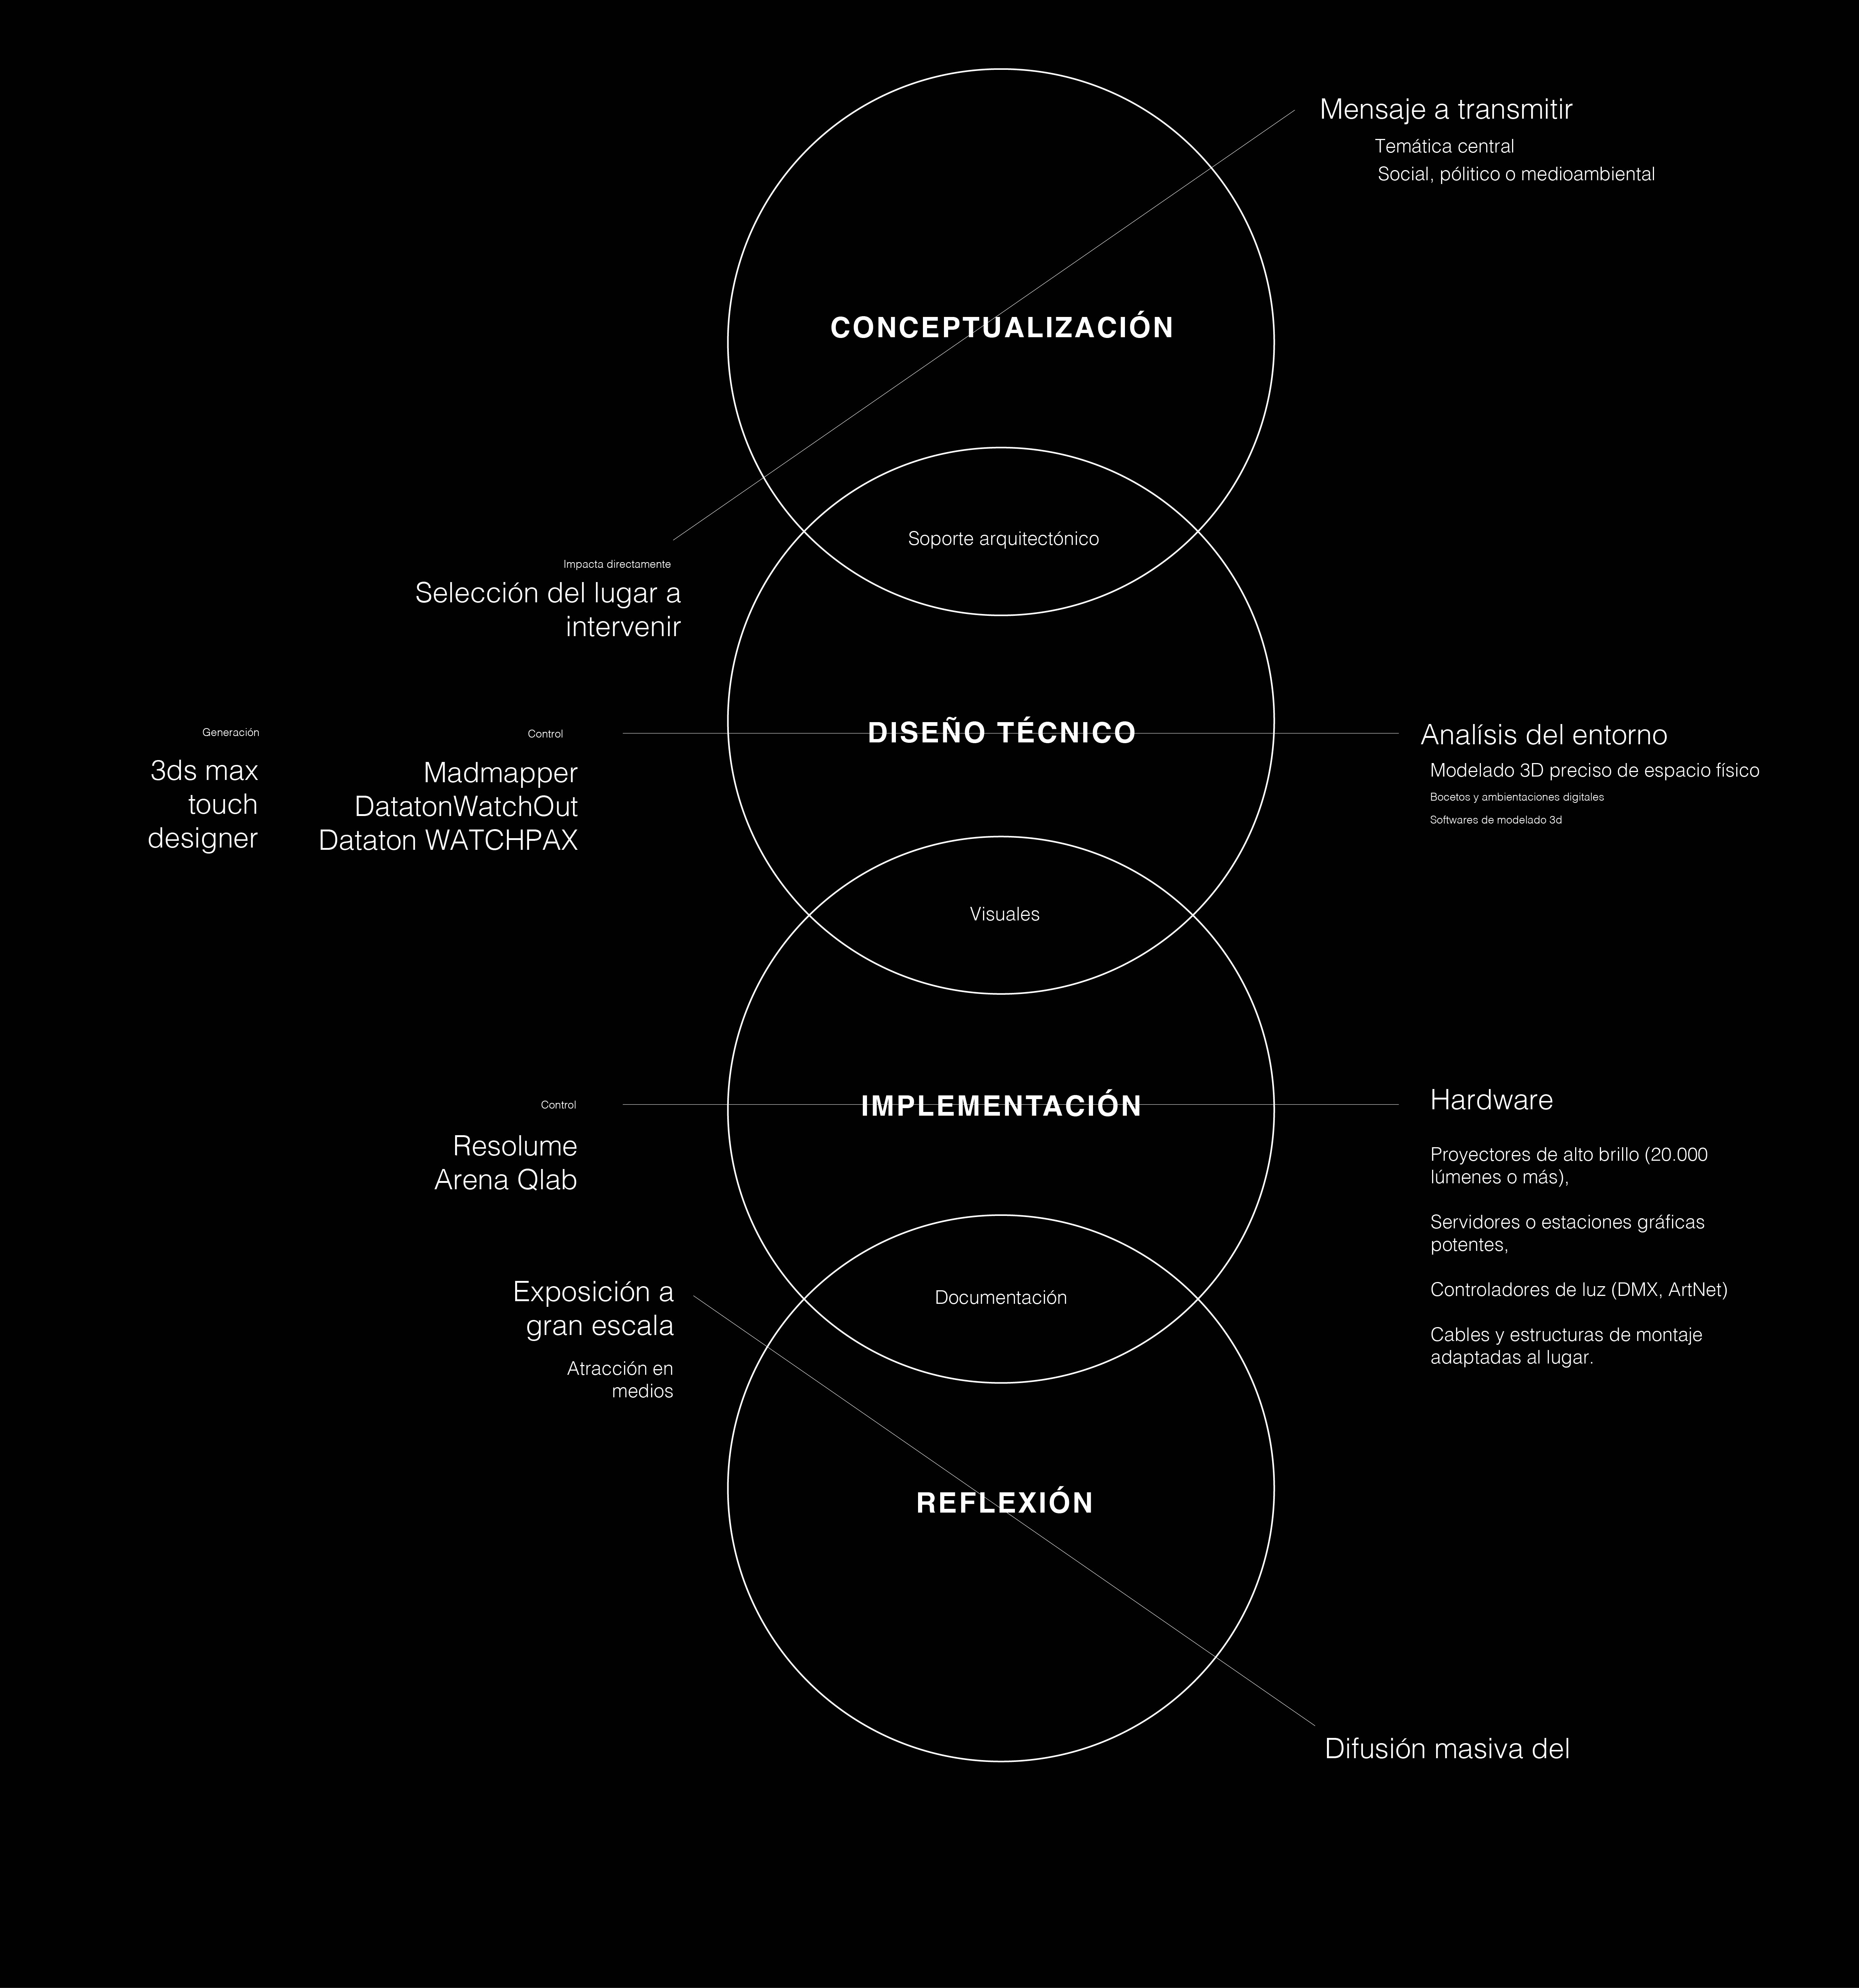 Mensaje a transmitir
Temática central
Social, pólitico o medioambiental
CONCEPTUALIZACIÓN
Soporte arquitectónico
Impacta directamente
Selección del lugar a
intervenir
Generación
3ds max
touch
designer
Control
Madmapper
DatatonWatchOut
Dataton WATCHPAX
DISEÑO TÉCNICO
Analísis del entorno
Modelado 3D preciso de espacio físico
Bocetos y ambientaciones digitales
Softwares de modelado 3d
Visuales
Control
Resolume
Arena Qlab
IMPLEMENTACIÓN
Hardware
Proyectores de alto brillo (20.000
lúmenes o más),
Servidores o estaciones gráficas
potentes,
Controladores de luz (DMX, ArtNet)
Cables y estructuras de montaje
adaptadas al lugar.
Documentación
Exposición a
gran escala
Atracción en
medios
REFLEXIÓN
Difusión masiva del